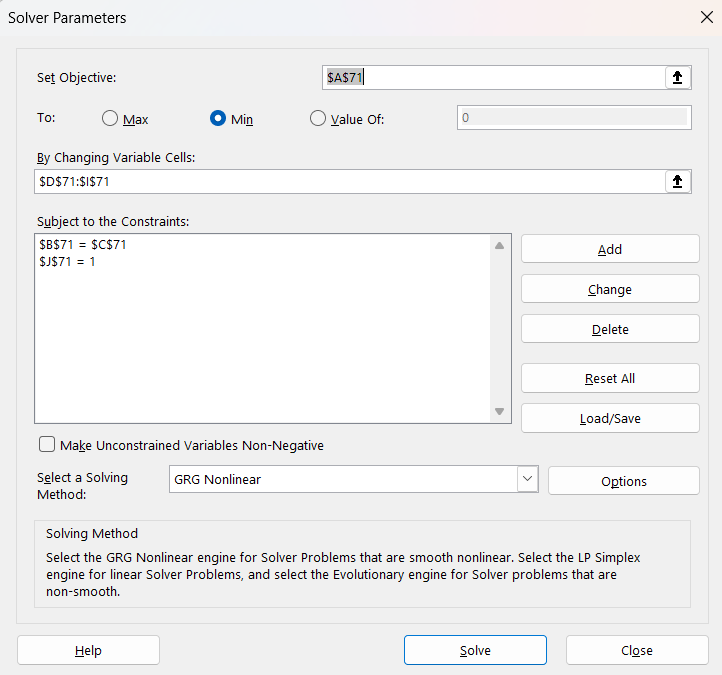 Solver Parameters
Set Objective:
$A$71
To:
Max
Min
Value Of:
0
By Changing Variable Cells:
$D$71:$I$71
Subject to the Constraints:
$B$71 = $C$71
$J$71 = 1
Add
Change
Delete
Reset All
Load/Save
Make Unconstrained Variables Non-Negative
Select a Solving
Method:
GRG Nonlinear
Options
Solving Method
Select the GRG Nonlinear engine for Solver Problems that are smooth nonlinear. Select the LP Simplex
engine for linear Solver Problems, and select the Evolutionary engine for Solver problems that are
non-smooth.
Help
Solve
Close